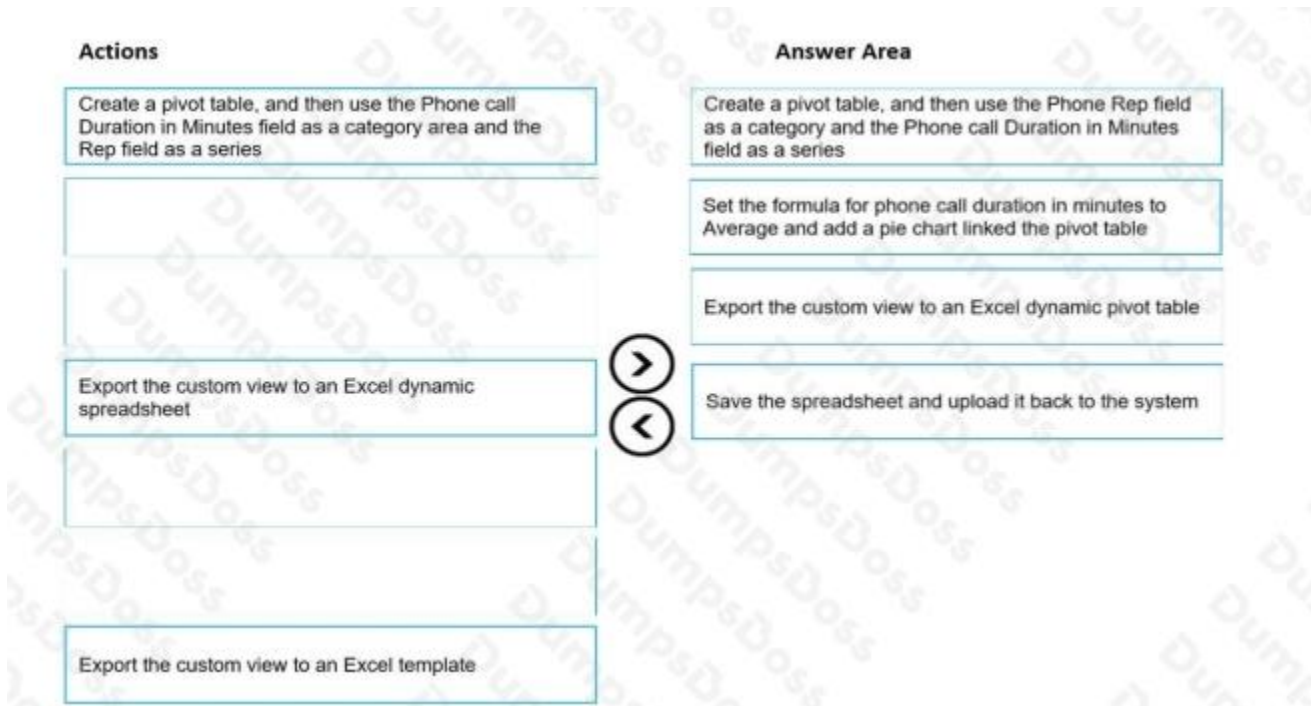 Actions
Answer Area
Create a pivot table, and then use the Phone call
Duration in Minutes field as a category area and the
Rep field as a series
Export the custom view to an Excel dynamic
spreadsheet
Export the custom view to an Excel template
Create a pivot table, and then use the Phone Rep field
as a category and the Phone call Duration in Minutes
field as a series
Set the formula for phone call duration in minutes to
Average and add a pie chart linked the pivot table
Export the custom view to an Excel dynamic pivot table
Save the spreadsheet and upload it back to the system
DumpsDoss